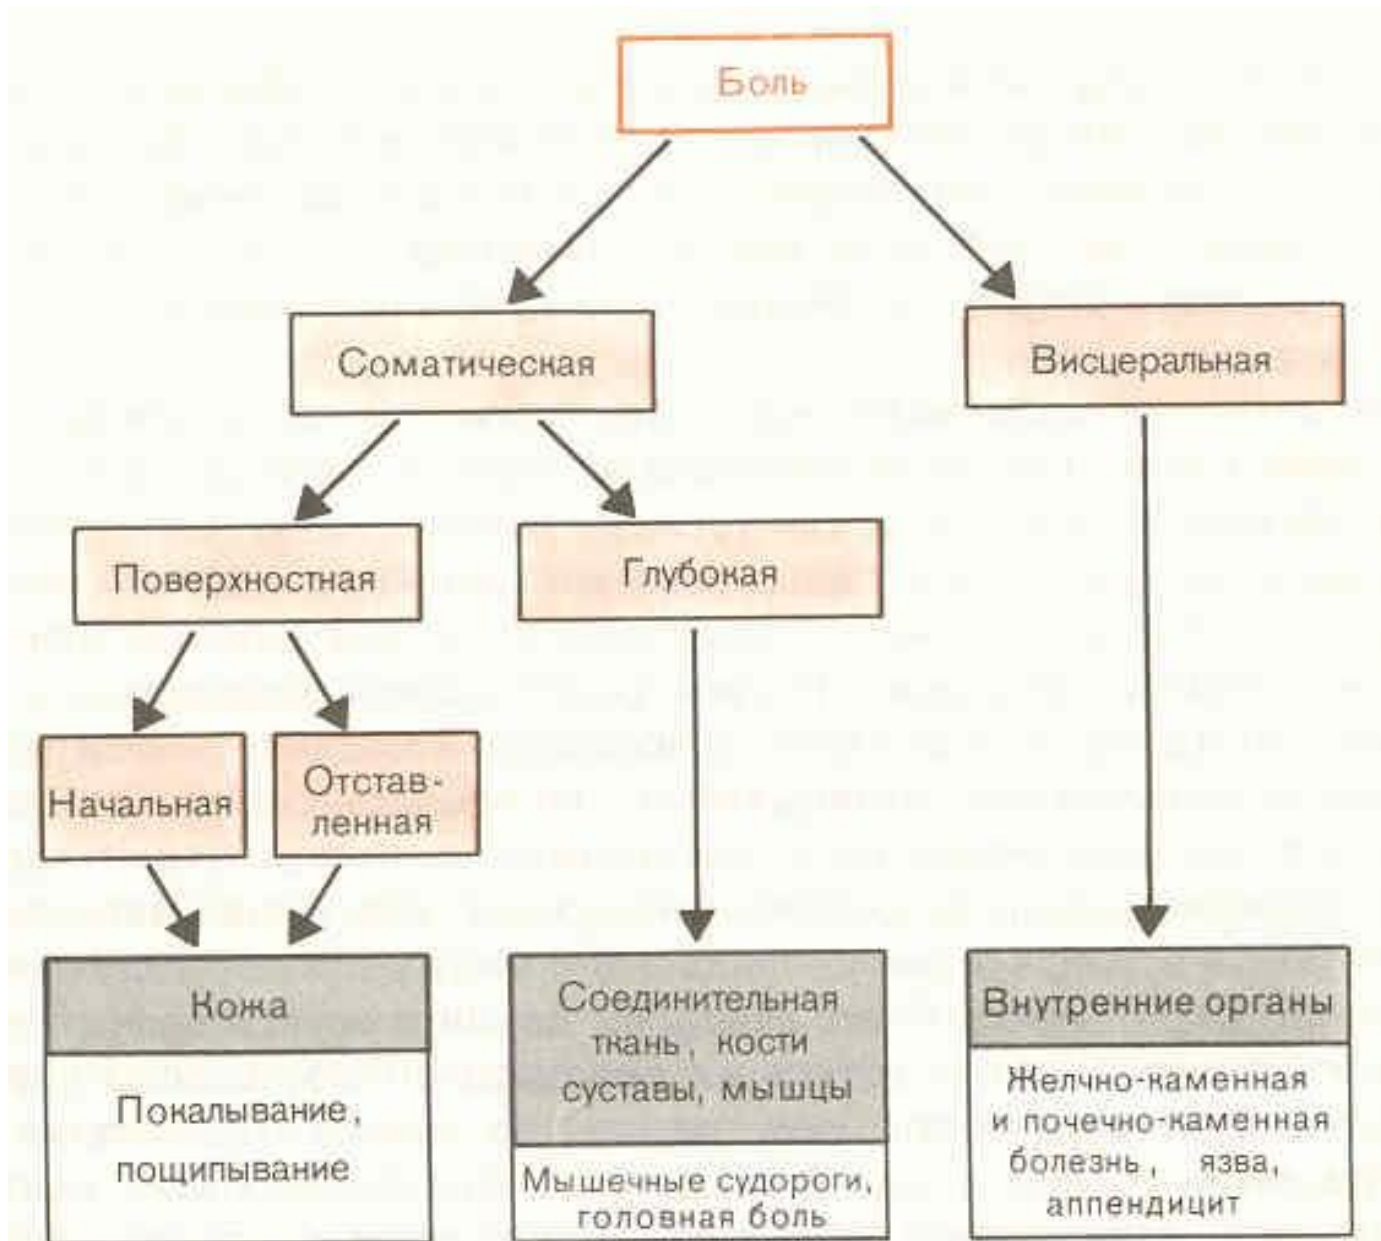 Боль
Соматическая
Висцеральная
Поверхностная
Глубокая
Начальная
Отстав-
ленная
Кожа
Покалывание,
пощипывание
Соединительная
ткань, кости
суставы, мышцы
Мышечные судороги,
головная боль
Внутренние органы
Желчно-каменная
и почечно-каменная
болезнь, язва,
аппендицит